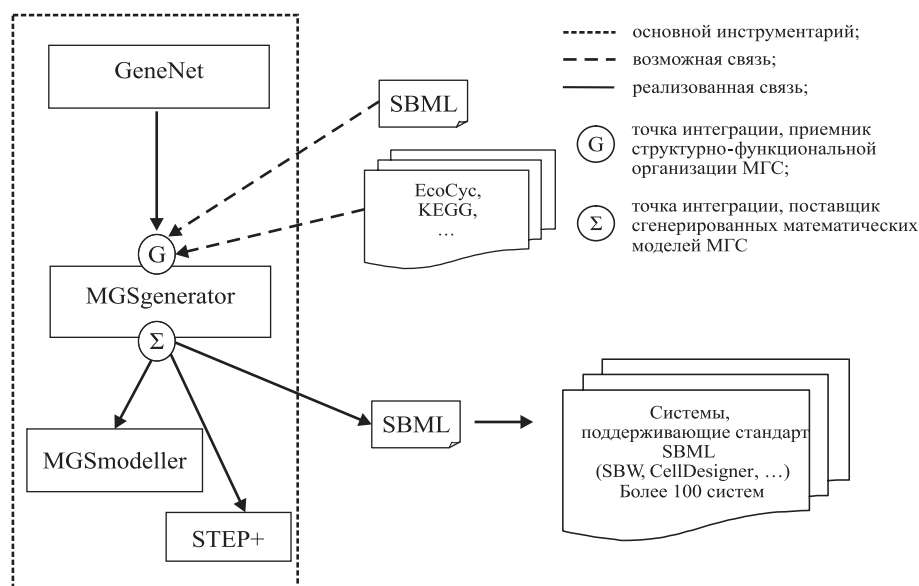 GeneNet
SBML
EcoCyc,
KEGG,
...
G
MGSgenerator
Σ
MGSmodeller
STEP+
SBML
Системы,
поддерживающие стандарт
SBML
(SBW, CellDesigner, ...)
Более 100 систем
основной инструментарий;
возможная связь;
реализованная связь;
G
точка интеграции, приемник
структурно-функциональной
организации МГС;
Σ
точка интеграции, поставщик
сгенерированных математических
моделей МГС